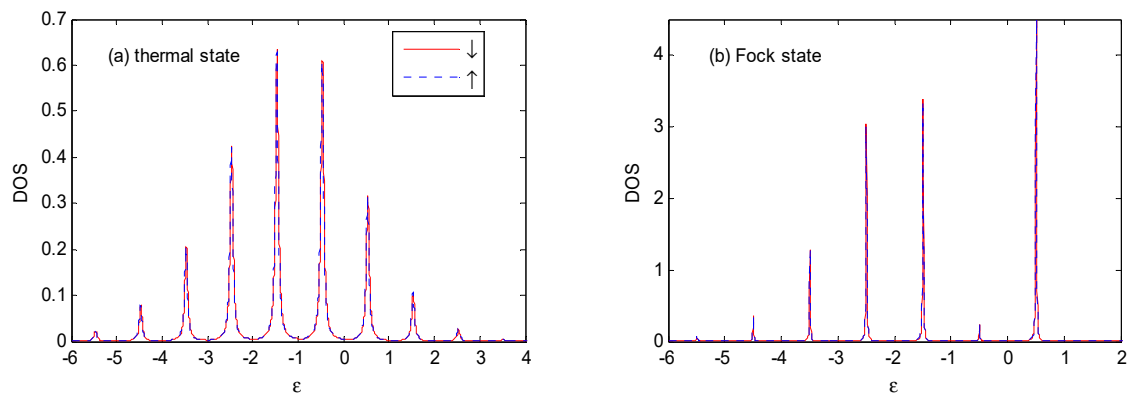 0.7
0.6
0.5
0.4
0.3
0.2
0.1
0
DOS
(a) thermal state
↓
↑
-6 -5 -4 -3 -2 -1 0 1 2 3 4
ε
4
3
2
1
0
DOS
(b) Fock state
-6 -5 -4 -3 -2 -1 0 1 2
ε